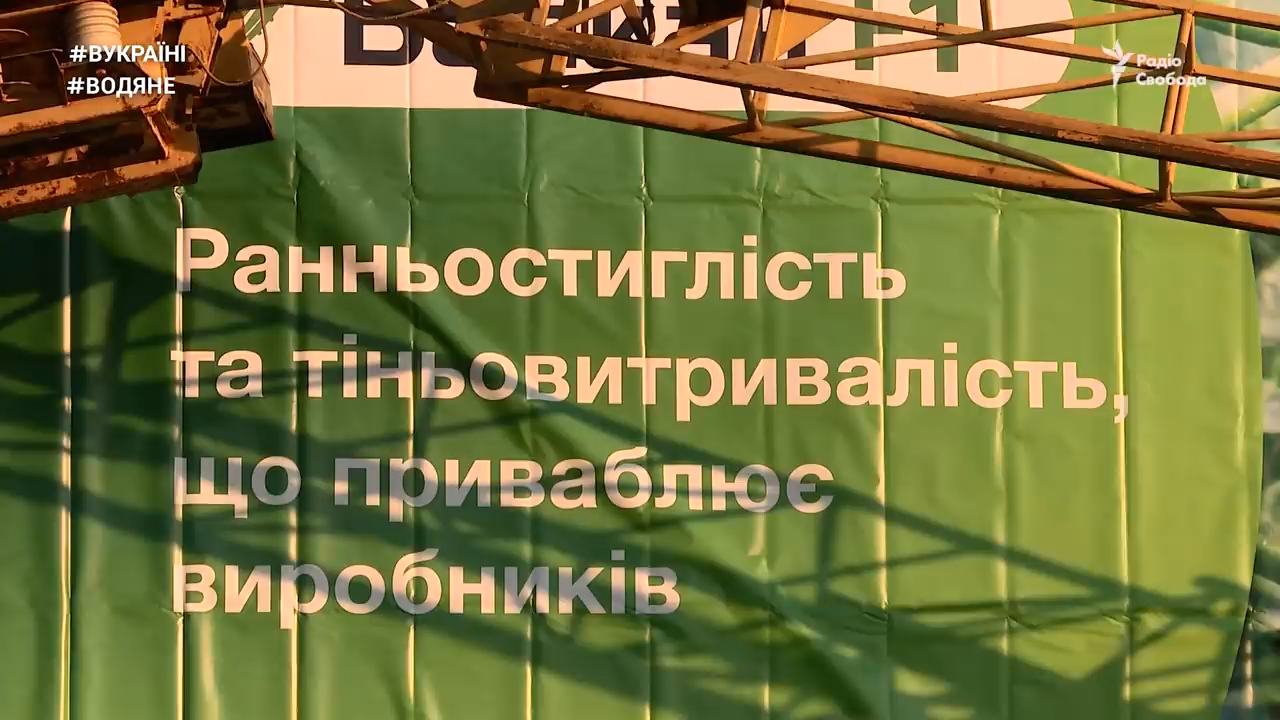 #ВУКРАЇНІ
#ВОДЯНЕ
Радіо
Свобода
Ранньостиглість
та тіньовитривалість,
що приваблює
виробників